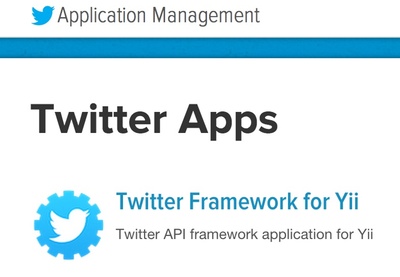 Application Management
Twitter Apps
Twitter Framework for Yii
Twitter API framework application for Yii